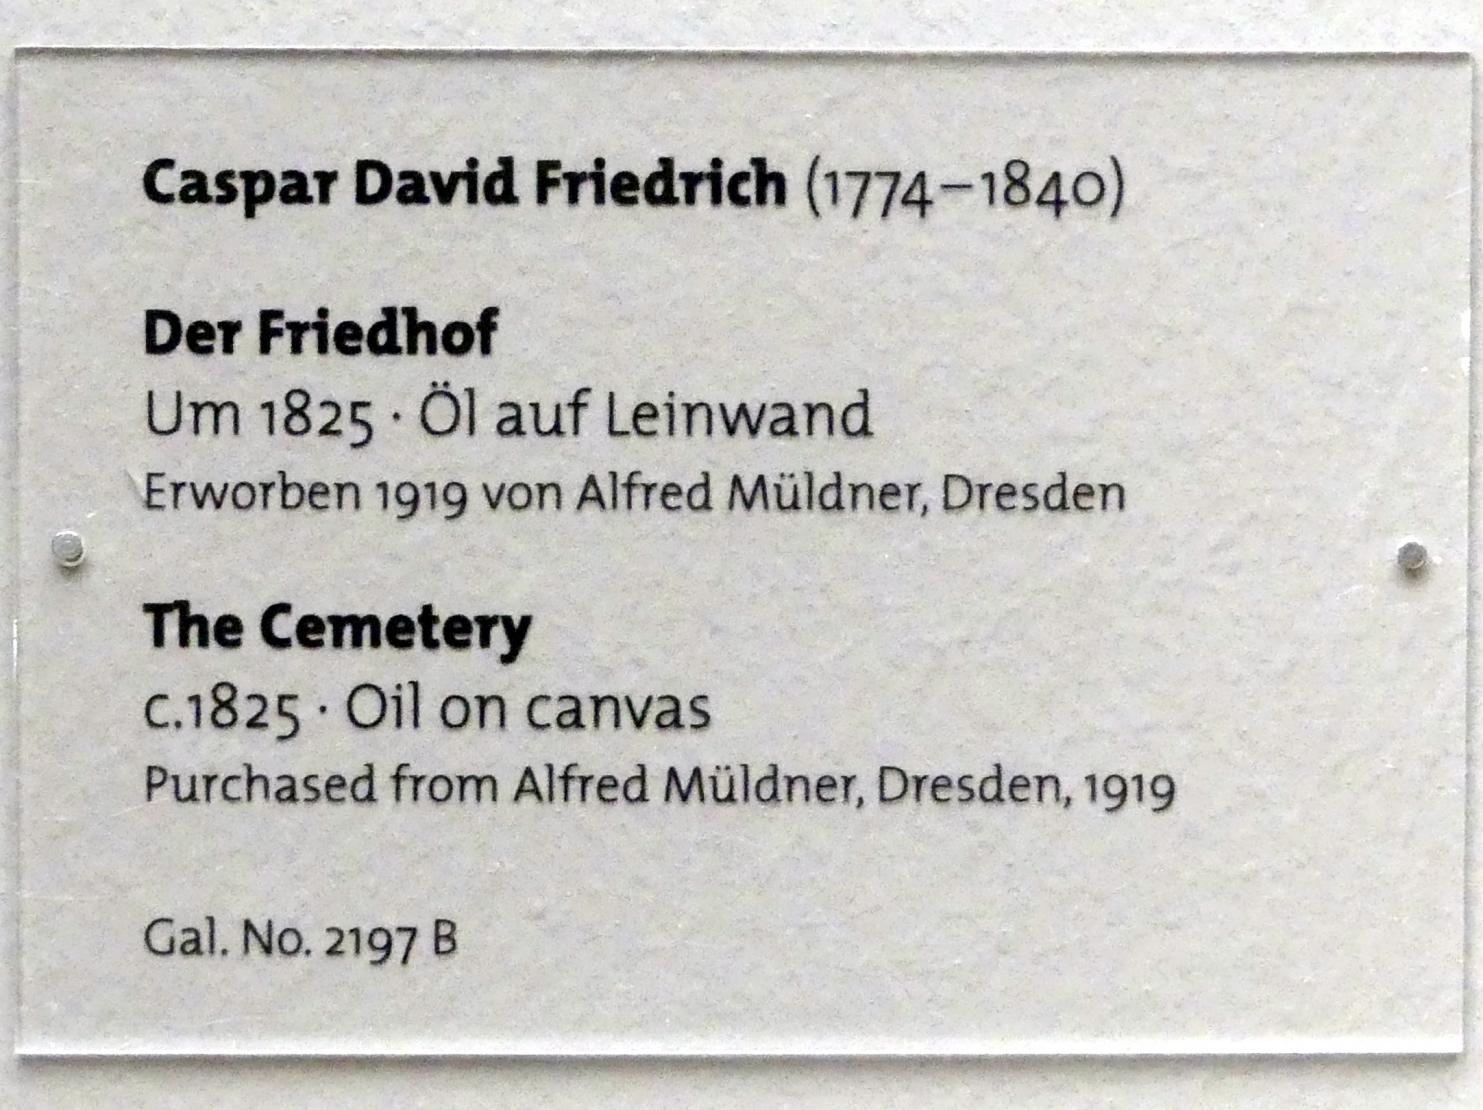 Caspar David Friedrich (1774–1840)
Der Friedhof
Um 1825 · Öl auf Leinwand
Erworben 1919 von Alfred Müldner, Dresden
The Cemetery
c.1825 · Oil on canvas
Purchased from Alfred Müldner, Dresden, 1919
Gal. No. 2197 B